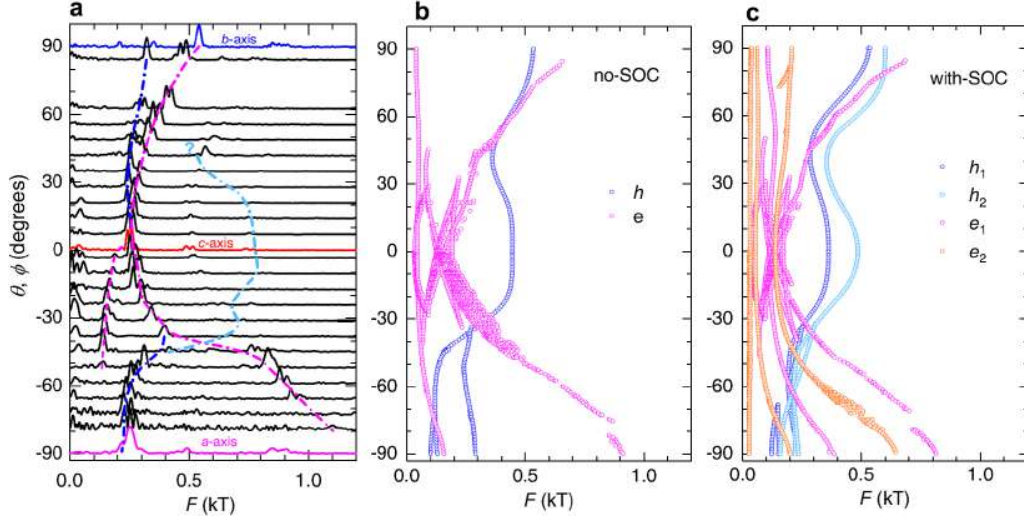 a
b
c
90
60
30
0
-30
-60
-90
θ, ϕ (degrees)
b-axis
c-axis
a-axis
?
0.0
0.5
1.0
F (kT)
90
60
30
0
-30
-60
-90
no-SOC
h
e
0.0
0.5
1.0
F (kT)
90
60
30
0
-30
-60
-90
with-SOC
h1
h2
e1
e2
0.0
0.5
1.0
F (kT)